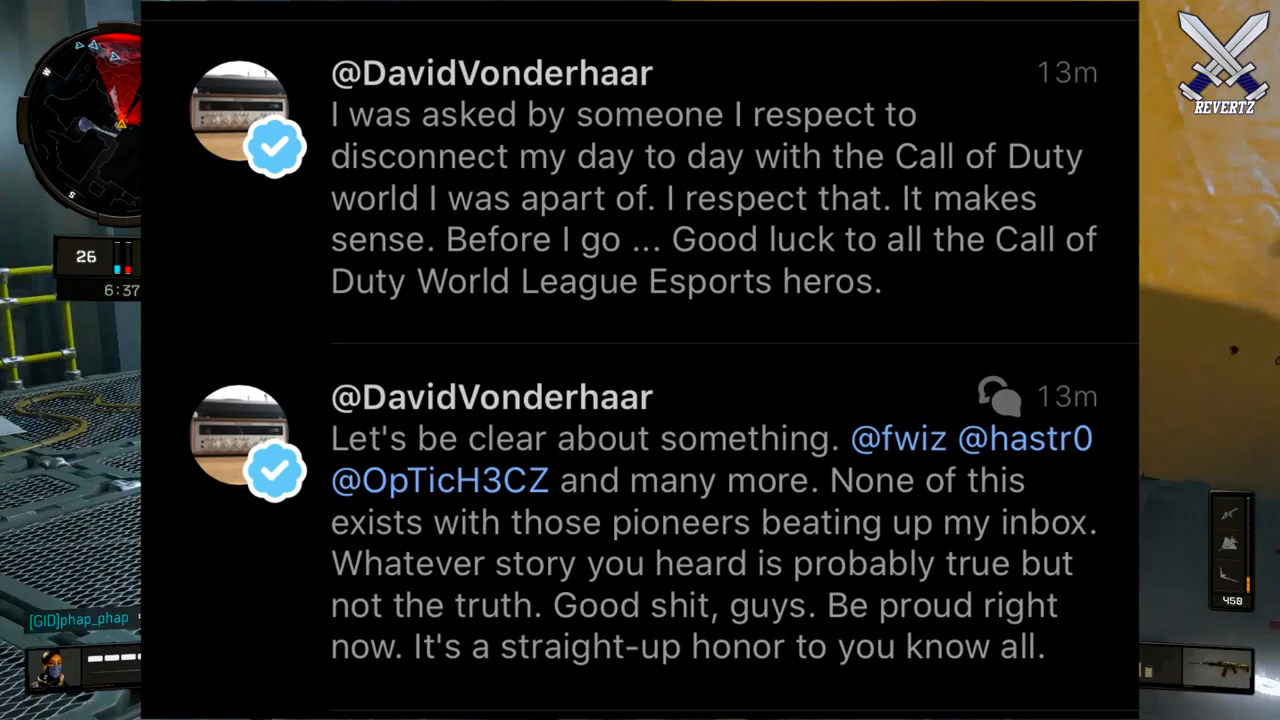 @DavidVonderhaar 13m
I was asked by someone I respect to
disconnect my day to day with the Call of Duty
world I was apart of. I respect that. It makes
sense. Before I go ... Good luck to all the Call of
Duty World League Esports heros.
@DavidVonderhaar 13m
Let's be clear about something. @fwiz @hastr0
@OpTicH3CZ and many more. None of this
exists with those pioneers beating up my inbox.
Whatever story you heard is probably true but
not the truth. Good shit, guys. Be proud right
now. It's a straight-up honor to you know all.
REVERTZ
N
S
26
6:37
[GID]phap_phap
450